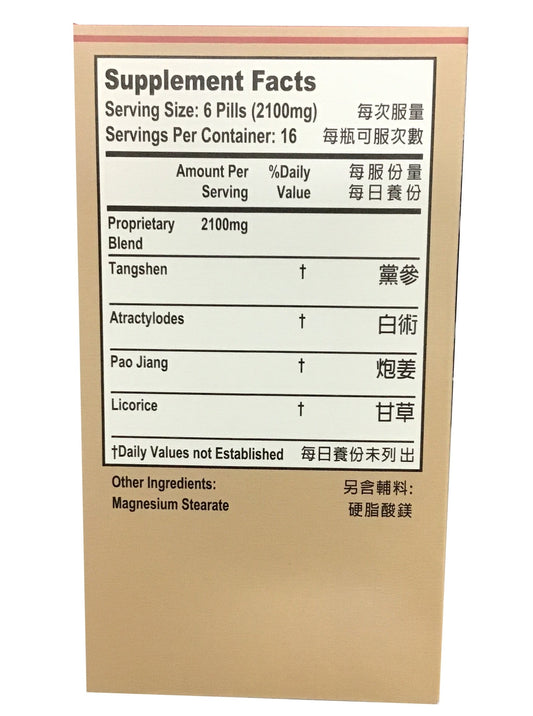 Supplement Facts
Serving Size: 6 Pills (2100mg) 每次服量
Servings Per Container: 16 每瓶可服次數
Amount Per %Daily 每服份量
Serving Value 每日養份
Proprietary 2100mg
Blend
Tangshen † 黨參
Atractylodes † 白術
Pao Jiang † 炮姜
Licorice † 甘草
†Daily Values not Established 每日養份未列出
Other Ingredients: 另含輔料:
Magnesium Stearate 硬脂酸鎂